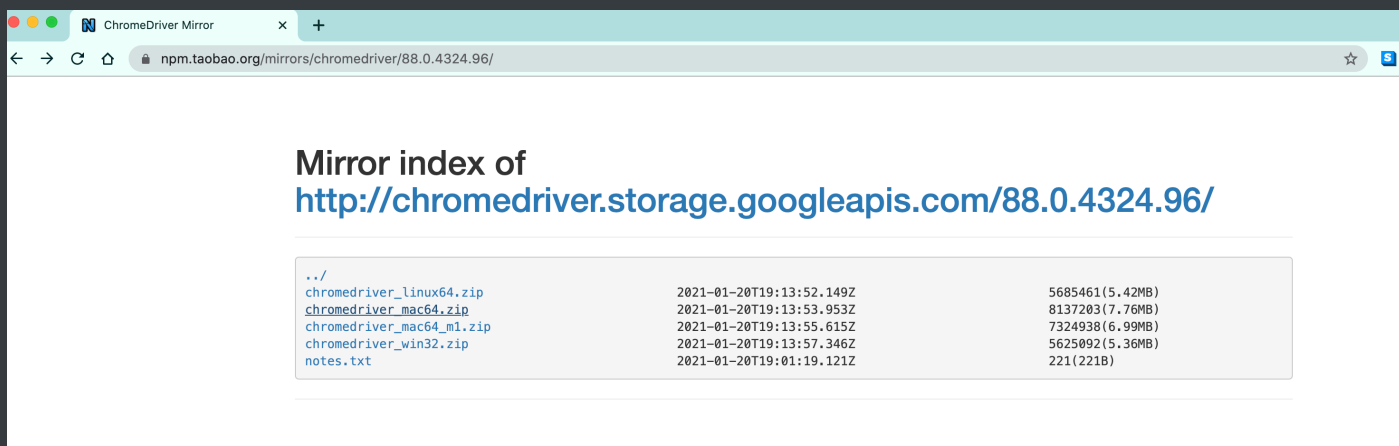 ChromeDriver Mirror
npm.taobao.org/mirrors/chromedriver/88.0.4324.96/
S
Mirror index of
http://chromedriver.storage.googleapis.com/88.0.4324.96/
../
chromedriver_linux64.zip 2021-01-20T19:13:52.149Z 5685461(5.42MB)
chromedriver_mac64.zip 2021-01-20T19:13:53.953Z 8137203(7.76MB)
chromedriver_mac64_m1.zip 2021-01-20T19:13:55.615Z 7324938(6.99MB)
chromedriver_win32.zip 2021-01-20T19:13:57.346Z 5625092(5.36MB)
notes.txt 2021-01-20T19:01:19.121Z 221(221B)